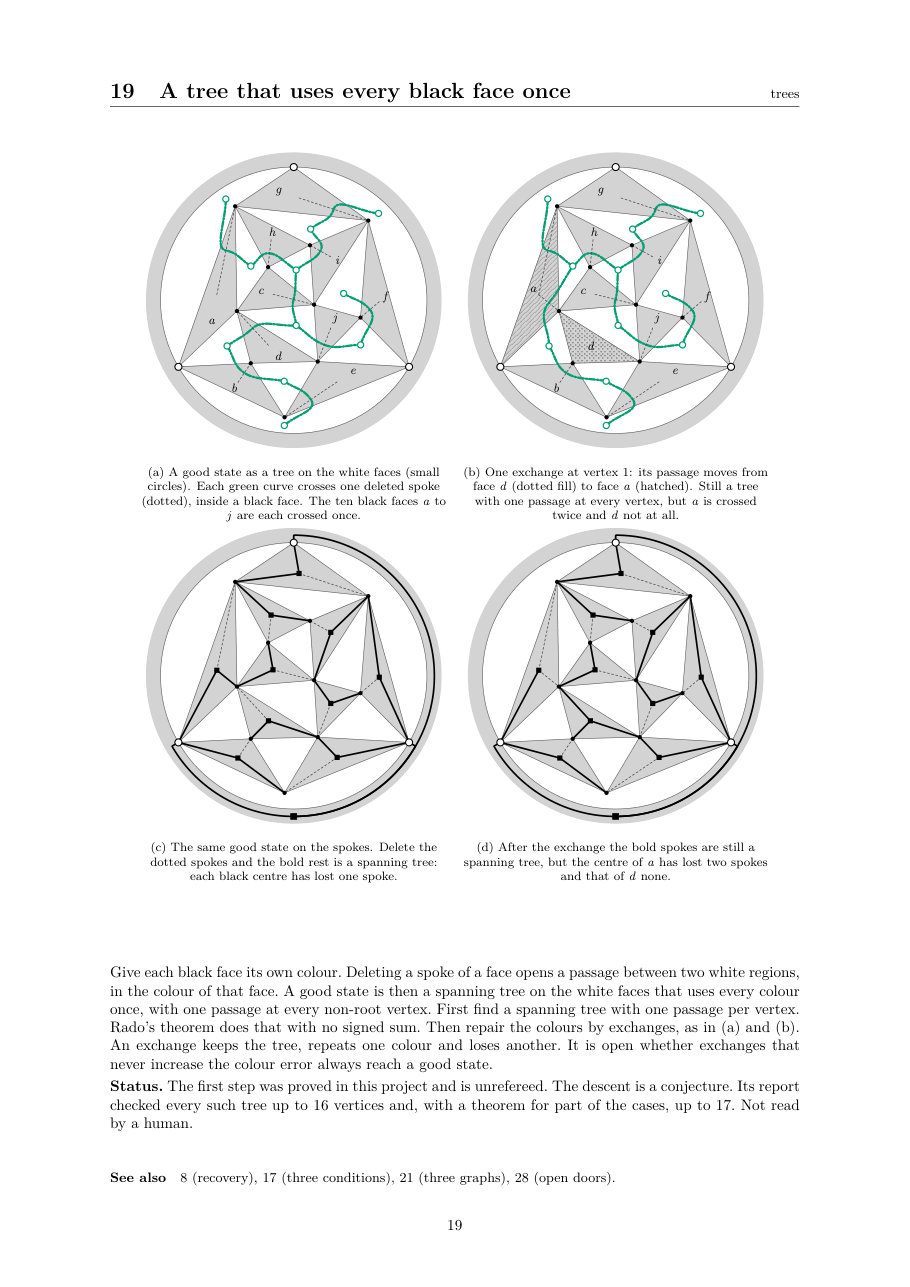 19 A tree that uses every black face once trees
g
h
i
c
f
a
j
d
e
b
g
h
i
a
c
f
j
d
e
b
(a) A good state as a tree on the white faces (small
circles). Each green curve crosses one deleted spoke
(dotted), inside a black face. The ten black faces a to
j are each crossed once.
(b) One exchange at vertex 1: its passage moves from
face d (dotted fill) to face a (hatched). Still a tree
with one passage at every vertex, but a is crossed
twice and d not at all.
(c) The same good state on the spokes. Delete the
dotted spokes and the bold rest is a spanning tree:
each black centre has lost one spoke.
(d) After the exchange the bold spokes are still a
spanning tree, but the centre of a has lost two spokes
and that of d none.
Give each black face its own colour. Deleting a spoke of a face opens a passage between two white regions,
in the colour of that face. A good state is then a spanning tree on the white faces that uses every colour
once, with one passage at every non-root vertex. First find a spanning tree with one passage per vertex.
Rado's theorem does that with no signed sum. Then repair the colours by exchanges, as in (a) and (b).
An exchange keeps the tree, repeats one colour and loses another. It is open whether exchanges that
never increase the colour error always reach a good state.
Status. The first step was proved in this project and is unrefereed. The descent is a conjecture. Its report
checked every such tree up to 16 vertices and, with a theorem for part of the cases, up to 17. Not read
by a human.
See also 8 (recovery), 17 (three conditions), 21 (three graphs), 28 (open doors).
19